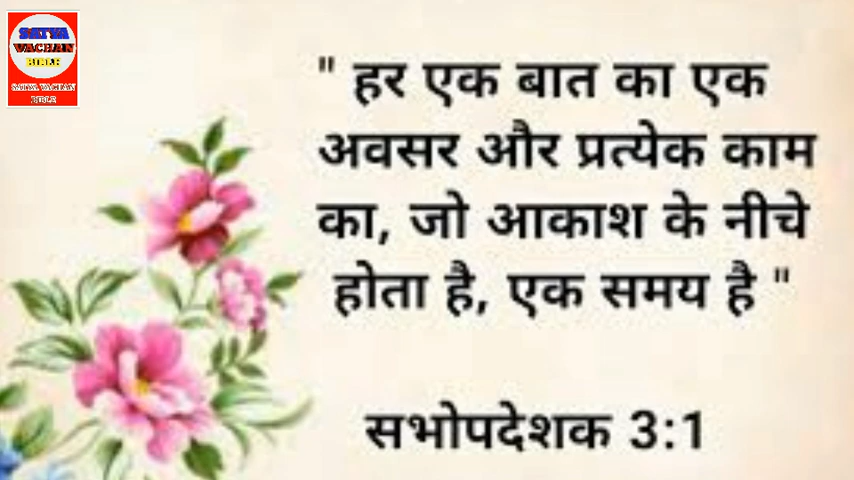 SATYA
VACHAN
BIBLE
SATYA VACHAN
BIBLE
" हर एक बात का एक
अवसर और प्रत्येक काम
का, जो आकाश के नीचे
होता है, एक समय है "
सभोपदेशक 3:1